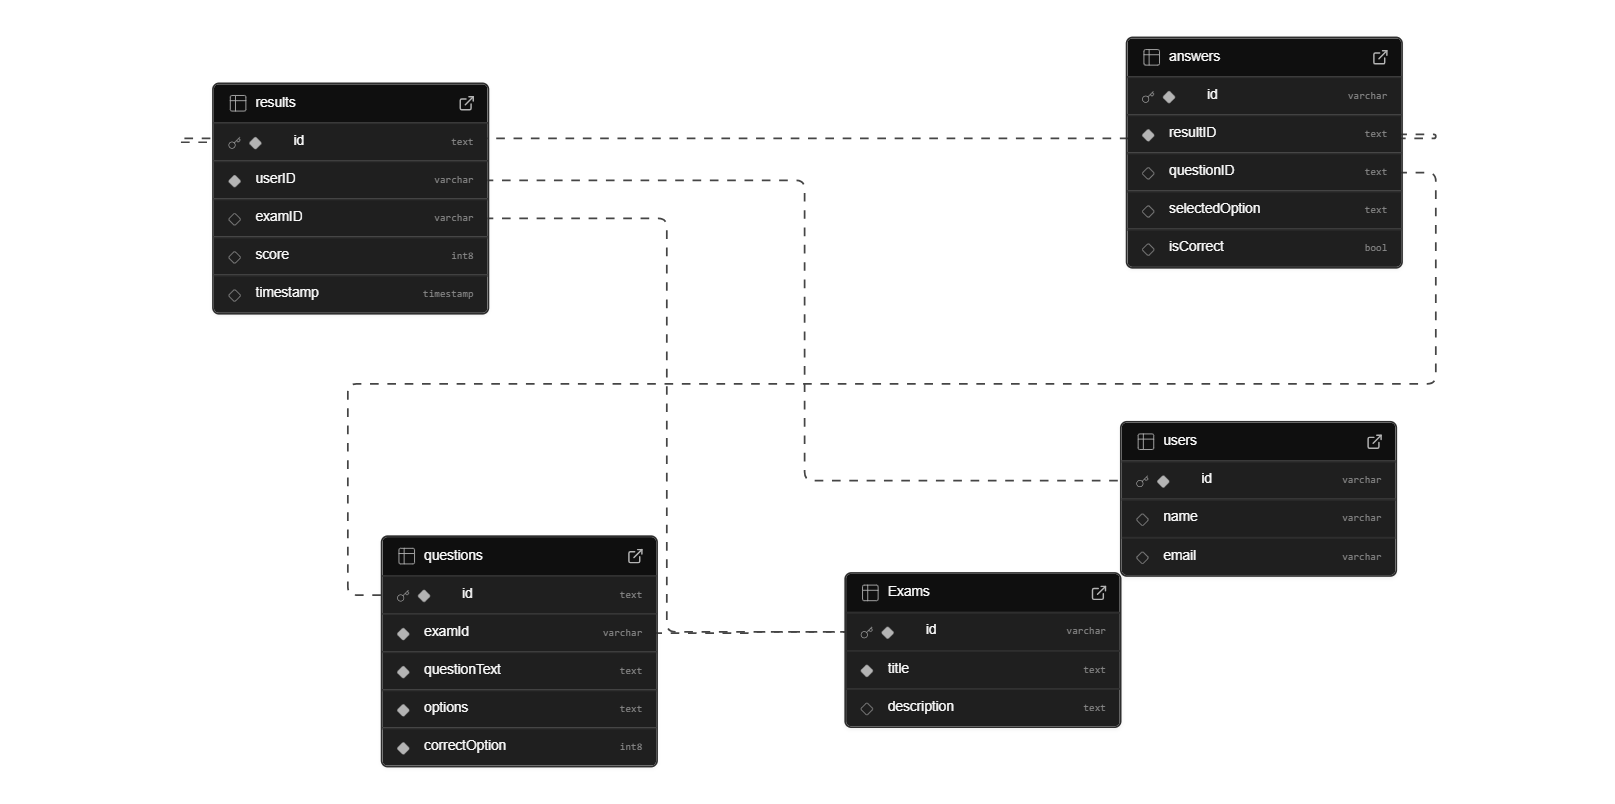 results
id text
userID varchar
examID varchar
score int8
timestamp timestamp
answers
id varchar
resultID text
questionID text
selectedOption text
isCorrect bool
users
id varchar
name varchar
email varchar
questions
id text
examId varchar
questionText text
options text
correctOption int8
Exams
id varchar
title text
description text